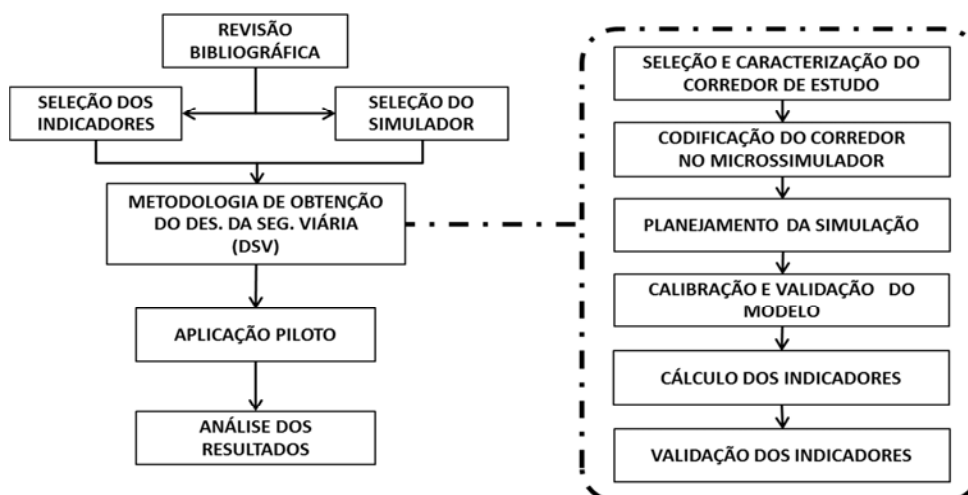 REVISÃO
BIBLIOGRÁFICA
SELEÇÃO DOS
INDICADORES
SELEÇÃO DO
SIMULADOR
METODOLOGIA DE OBTENÇÃO
DO DES. DA SEG. VIÁRIA
(DSV)
APLICAÇÃO PILOTO
ANÁLISE DOS
RESULTADOS
SELEÇÃO E CARACTERIZAÇÃO DO
CORREDOR DE ESTUDO
CODIFICAÇÃO DO CORREDOR
NO MICROSSIMULADOR
PLANEJAMENTO DA SIMULAÇÃO
CALIBRAÇÃO E VALIDAÇÃO DO
MODELO
CÁLCULO DOS INDICADORES
VALIDAÇÃO DOS INDICADORES